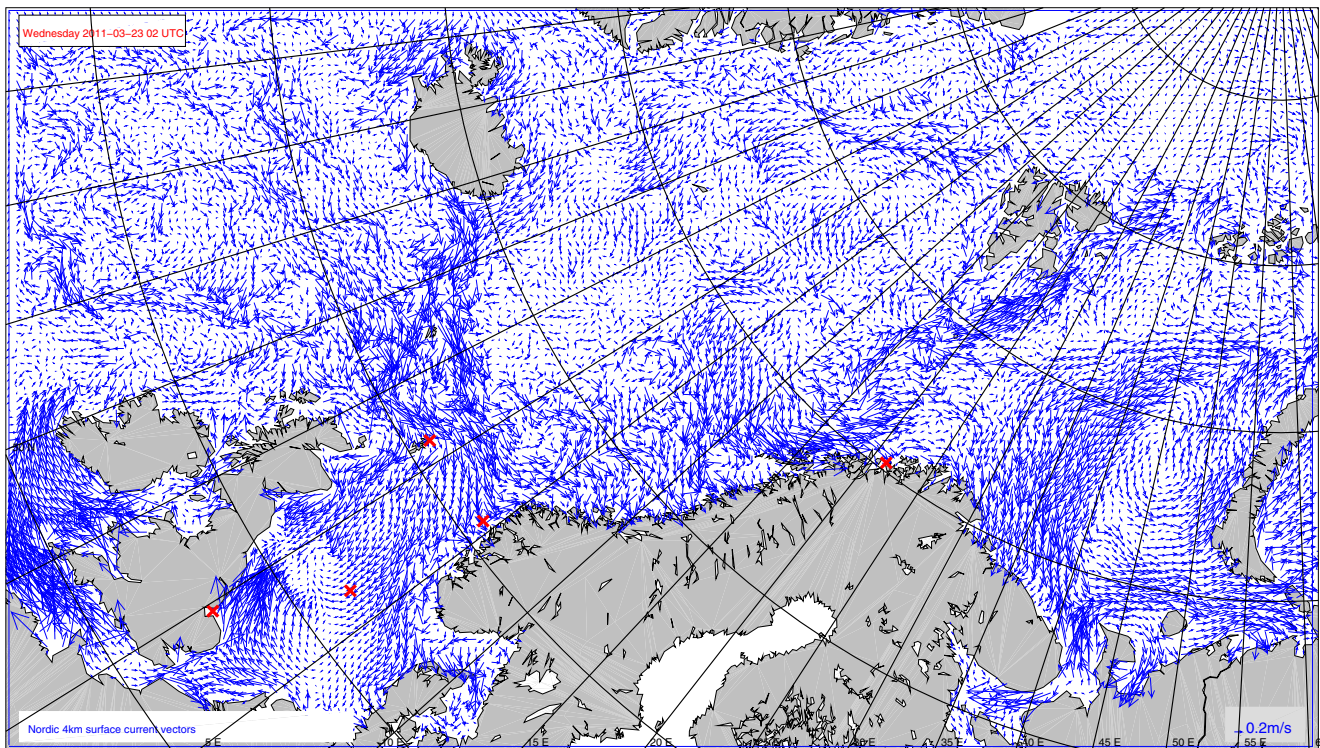 Wednesday 2011−03−23 02 UTC
Nordic 4km surface current vectors
0.2m/s
5 E
10 E
15 E
20 E
30 E
35 E
40 E
45 E
50 E
55 E